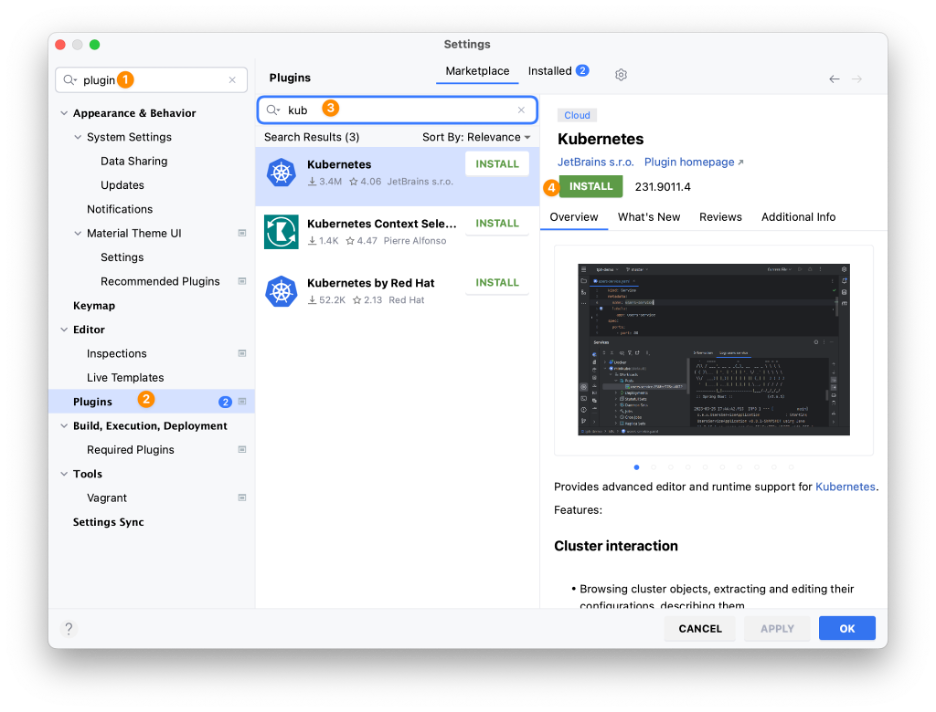 Settings
plugin 1
Plugins
Marketplace
Installed 2
Appearance & Behavior
System Settings
Data Sharing
Updates
Notifications
Material Theme UI
Settings
Recommended Plugins
Keymap
Editor
Inspections
Live Templates
Plugins 2 2
Build, Execution, Deployment
Required Plugins
Tools
Vagrant
Settings Sync
kub 3
Search Results (3) Sort By: Relevance
Kubernetes INSTALL
3.4M 4.06 JetBrains s.r.o.
Kubernetes Context Sele... INSTALL
1.4K 4.47 Pierre Alfonso
Kubernetes by Red Hat INSTALL
52.2K 2.13 Red Hat
Cloud
Kubernetes
JetBrains s.r.o. Plugin homepage ↗
4 INSTALL 231.9011.4
Overview What's New Reviews Additional Info
Provides advanced editor and runtime support for Kubernetes.
Features:
Cluster interaction
• Browsing cluster objects, extracting and editing their
configurations, describing them
? CANCEL APPLY OK